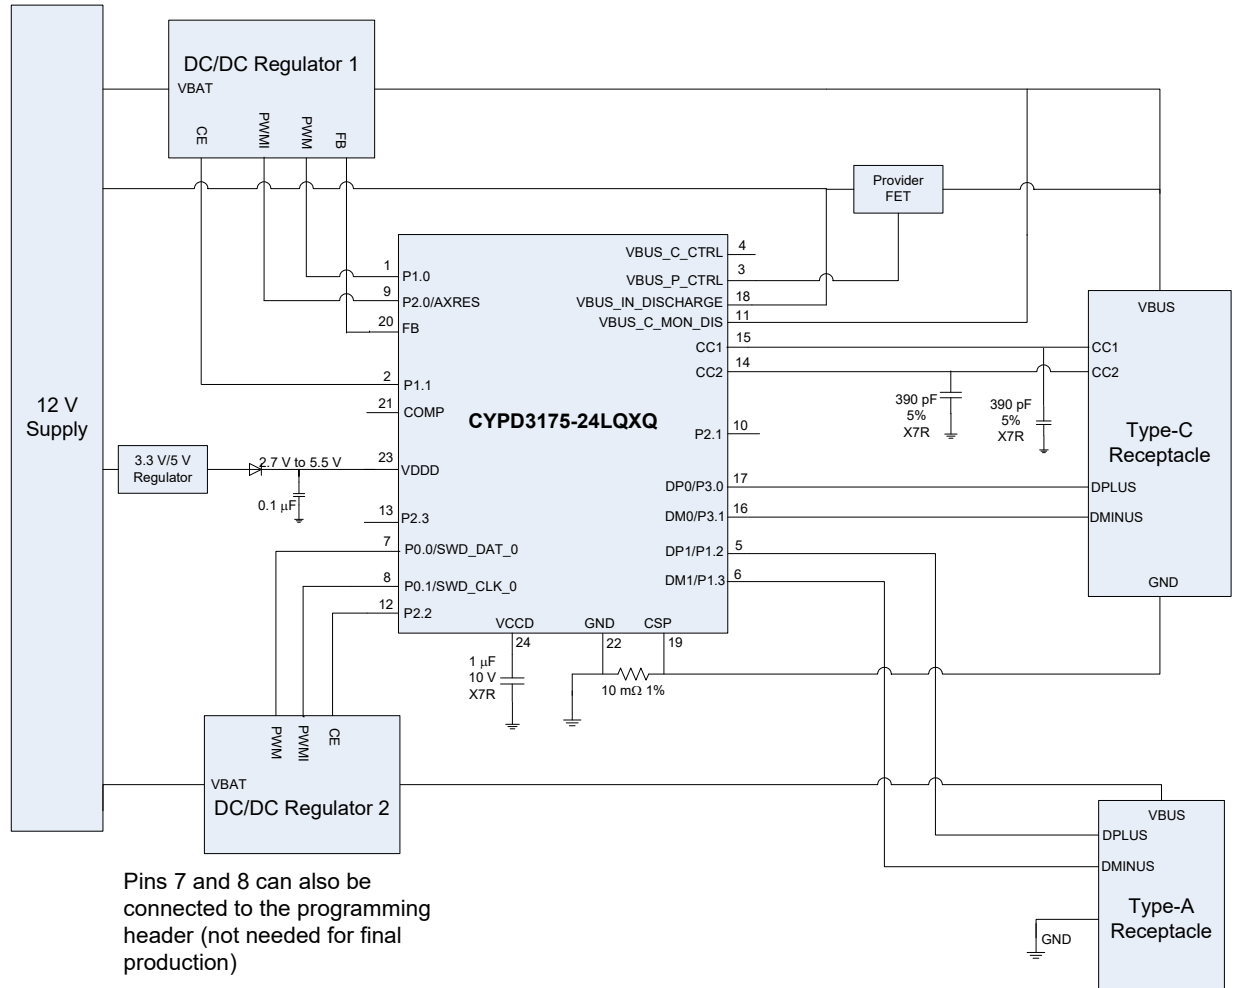 DC/DC Regulator 1
VBAT
CE
PWMI
PWM
FB
12 V
Supply
Provider
FET
CYPD3175-24LQXQ
1
P1.0
9
P2.0/AXRES
20
FB
2
P1.1
21
COMP
23
VDDD
13
P2.3
7
P0.0/SWD_DAT_0
8
P0.1/SWD_CLK_0
12
P2.2
VBUS_C_CTRL
4
VBUS_P_CTRL
3
VBUS_IN_DISCHARGE
18
VBUS_C_MON_DIS
11
CC1
15
CC2
14
P2.1
10
DP0/P3.0
17
DM0/P3.1
16
DP1/P1.2
5
DM1/P1.3
6
VCCD
24
GND
22
CSP
19
3.3 V/5 V
Regulator
2.7 V to 5.5 V
0.1 μF
1 μF
10 V
X7R
10 mΩ 1%
390 pF
5%
X7R
390 pF
5%
X7R
VBUS
CC1
CC2
Type-C
Receptacle
DPLUS
DMINUS
GND
PWM
PWMI
CE
VBAT
DC/DC Regulator 2
VBUS
DPLUS
DMINUS
Type-A
Receptacle
GND
Pins 7 and 8 can also be
connected to the programming
header (not needed for final
production)